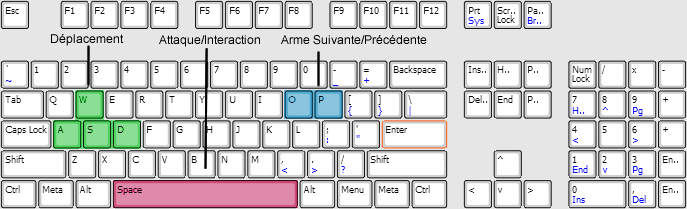 Esc F1 F2 F3 F4 F5 F6 F7 F8 F9 F10 F11 F12 Prt Scr.. Pa..
Sys Lock Br..
Déplacement Attaque/Interaction Arme Suivante/Précédente
` 1 2 3 4 5 6 7 8 9 0 - = Backspace Ins.. H.. P.. Num / x -
~ _ + Lock
Tab Q W E R T Y U I O P [ ] \ Del.. End P.. 7 8 9 +
{ } | H.. ^ Pg
Caps Lock A S D F G H J K L ; ' Enter 4 5 6 +
: " < >
Shift Z X C V B N M , . / Shift ^ 1 2 3 En..
< > ? End v Pg
Ctrl Meta Alt Space Alt Menu Meta Ctrl < v > 0 , En..
Ins Del